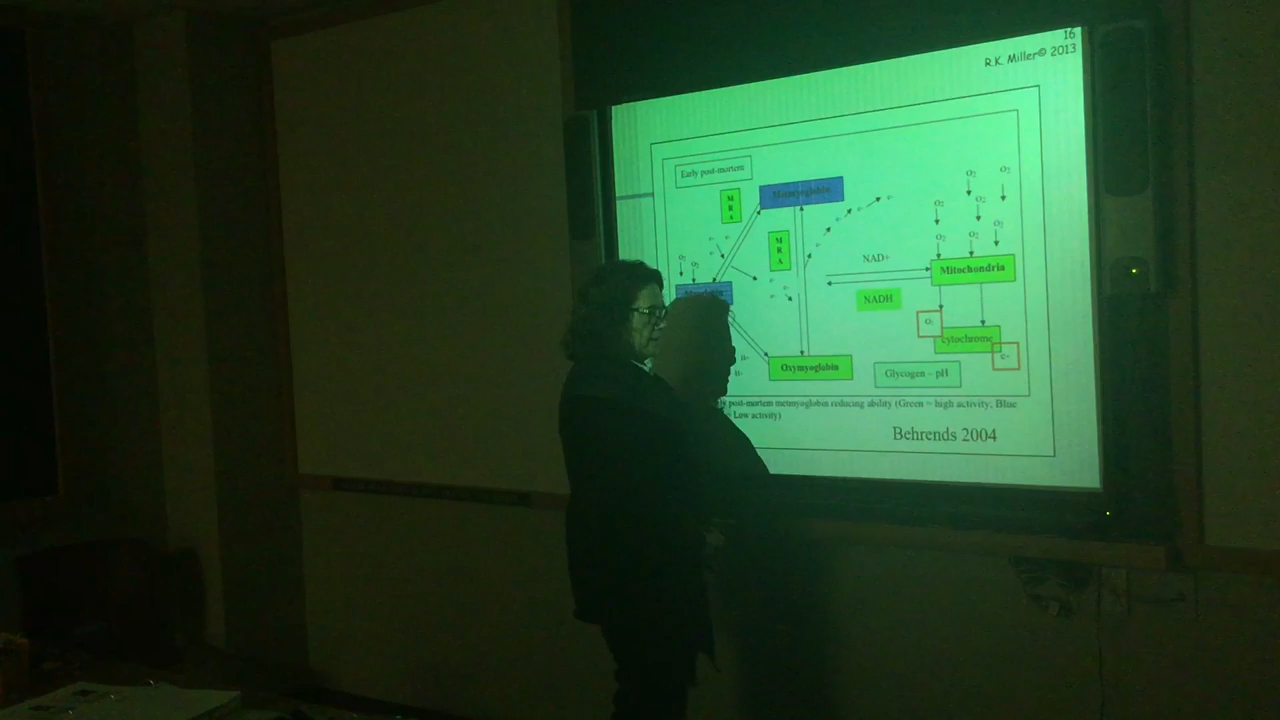 16
R.K. Miller© 2013
Early post-mortem
Metmyoglobin
M
R
A
M
R
A
O₂
O₂
O₂
O₂
O₂
O₂
O₂
O₂
O₂
O₂
NAD+
Mitochondria
NADH
O₂
cytochrome
e-
Oxymyoglobin
Glycogen – pH
post-mortem metmyoglobin reducing ability (Green = high activity; Blue
= Low activity)
Behrends 2004